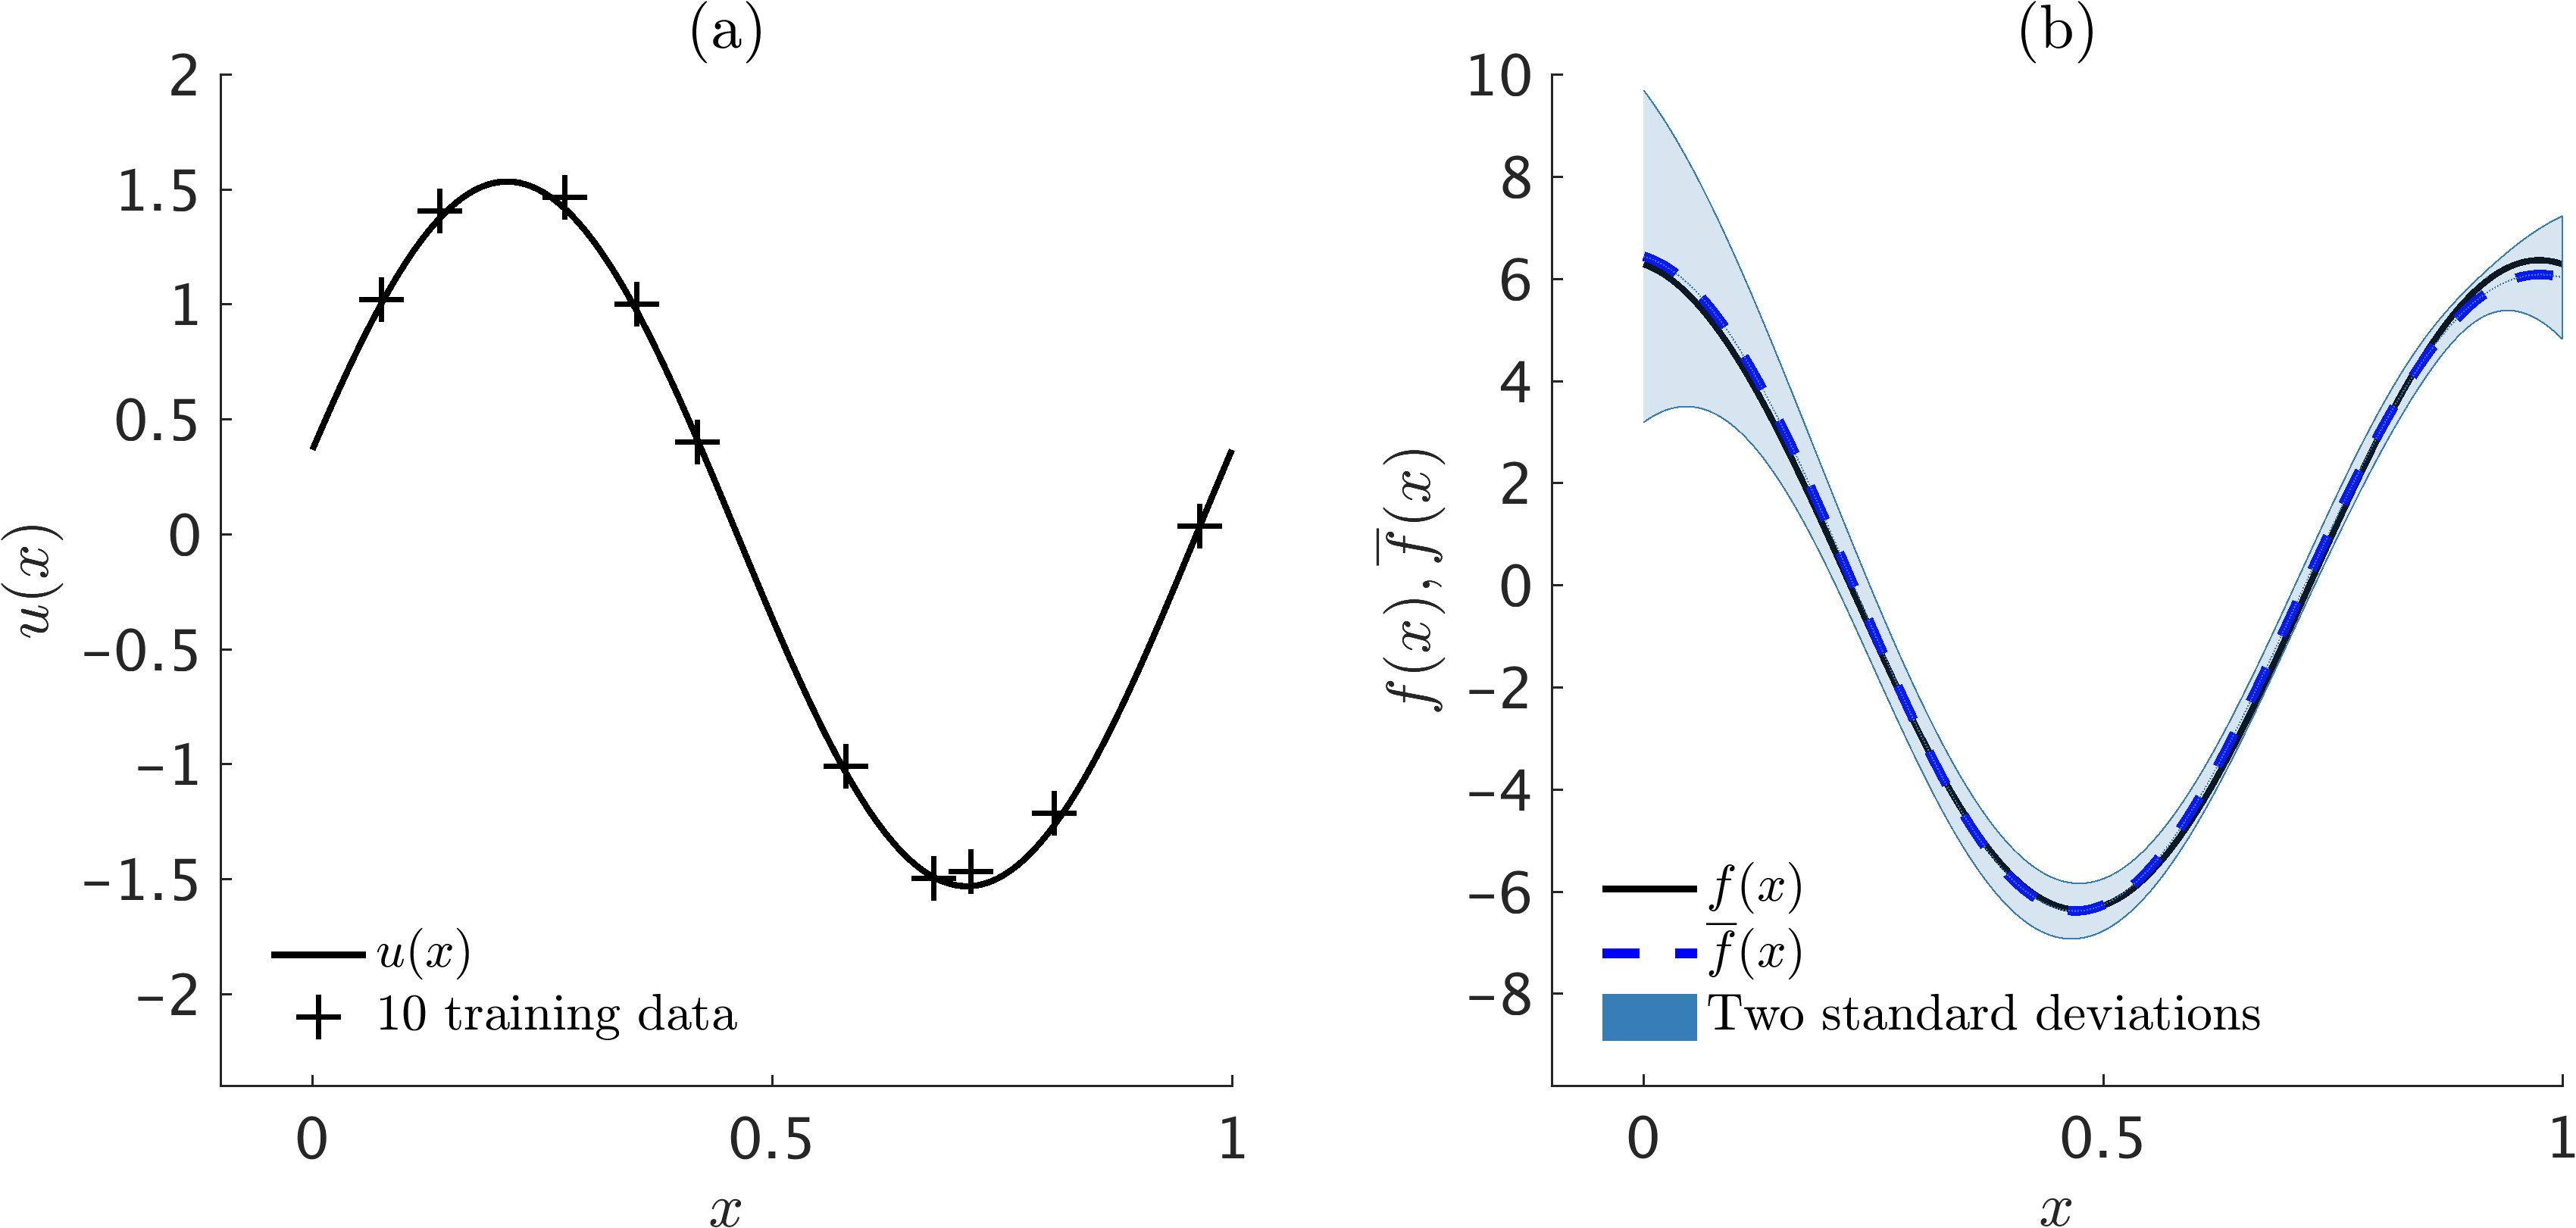 (a)
2
1.5
1
0.5
0
−0.5
−1
−1.5
−2
u(x)
u(x)
10 training data
0 0.5 1
x
(b)
10
8
6
4
2
0
−2
−4
−6
−8
f(x), f̅(x)
f(x)
f̅(x)
Two standard deviations
0 0.5 1
x